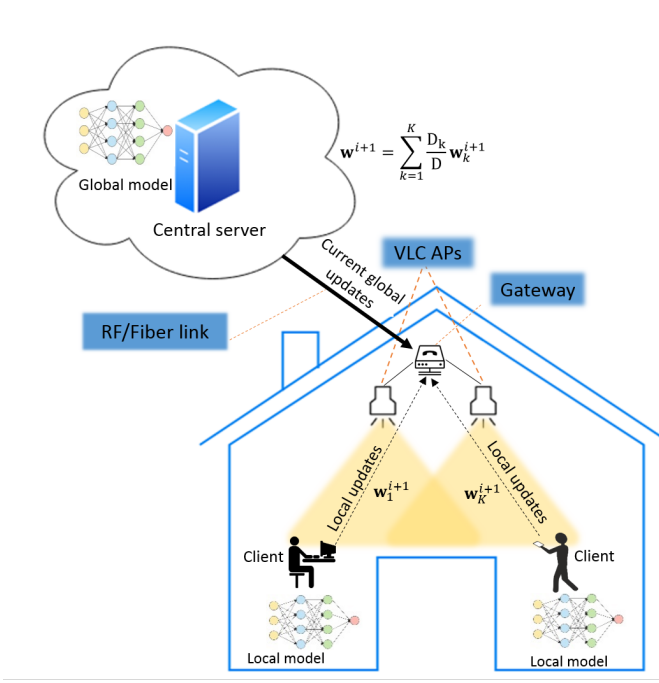 Global model
Central server
𝐰^{i+1} = \sum_{k=1}^{K} \frac{D_k}{D} 𝐰_k^{i+1}
Current global
updates
VLC APs
Gateway
RF/Fiber link
Local updates
𝐰_1^{i+1}
𝐰_K^{i+1}
Local updates
Client
Client
Local model
Local model